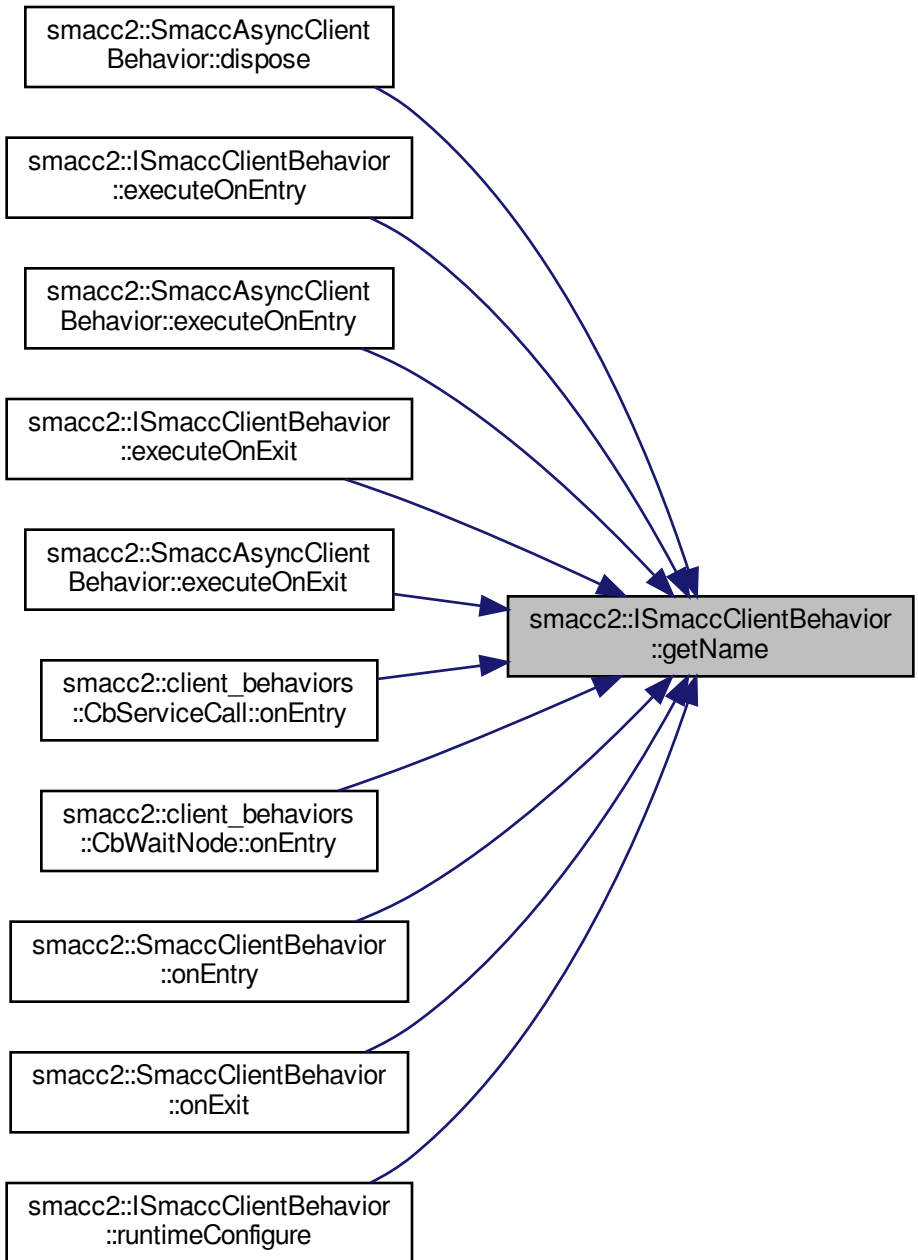 smacc2::SmaccAsyncClient
Behavior::dispose
smacc2::ISmaccClientBehavior
::executeOnEntry
smacc2::SmaccAsyncClient
Behavior::executeOnEntry
smacc2::ISmaccClientBehavior
::executeOnExit
smacc2::SmaccAsyncClient
Behavior::executeOnExit
smacc2::ISmaccClientBehavior
::getName
smacc2::client_behaviors
::CbServiceCall::onEntry
smacc2::client_behaviors
::CbWaitNode::onEntry
smacc2::SmaccClientBehavior
::onEntry
smacc2::SmaccClientBehavior
::onExit
smacc2::ISmaccClientBehavior
::runtimeConfigure